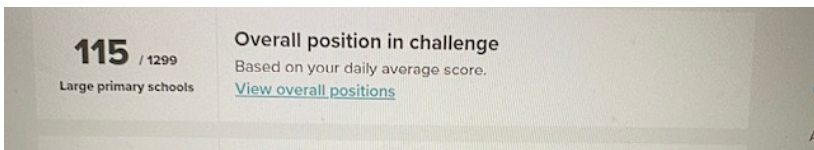 115 / 1299
Large primary schools
Overall position in challenge
Based on your daily average score.
View overall positions